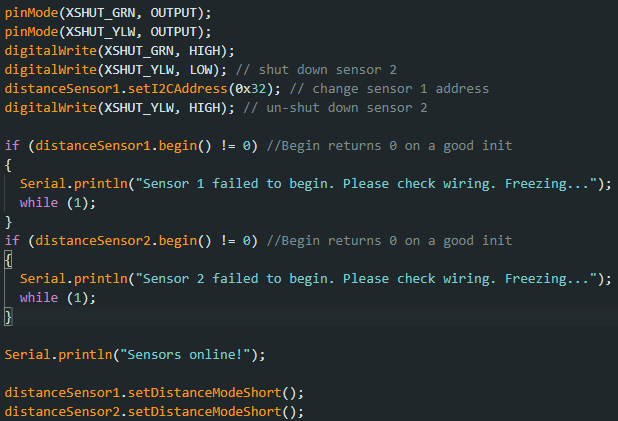 pinMode(XSHUT_GRN, OUTPUT);
pinMode(XSHUT_YLW, OUTPUT);
digitalWrite(XSHUT_GRN, HIGH);
digitalWrite(XSHUT_YLW, LOW); // shut down sensor 2
distanceSensor1.setI2CAddress(0x32); // change sensor 1 address
digitalWrite(XSHUT_YLW, HIGH); // un-shut down sensor 2

if (distanceSensor1.begin() != 0) //Begin returns 0 on a good init
{
  Serial.println("Sensor 1 failed to begin. Please check wiring. Freezing...");
  while (1);
}
if (distanceSensor2.begin() != 0) //Begin returns 0 on a good init
{
  Serial.println("Sensor 2 failed to begin. Please check wiring. Freezing...");
  while (1);
}

Serial.println("Sensors online!");

distanceSensor1.setDistanceModeShort();
distanceSensor2.setDistanceModeShort();